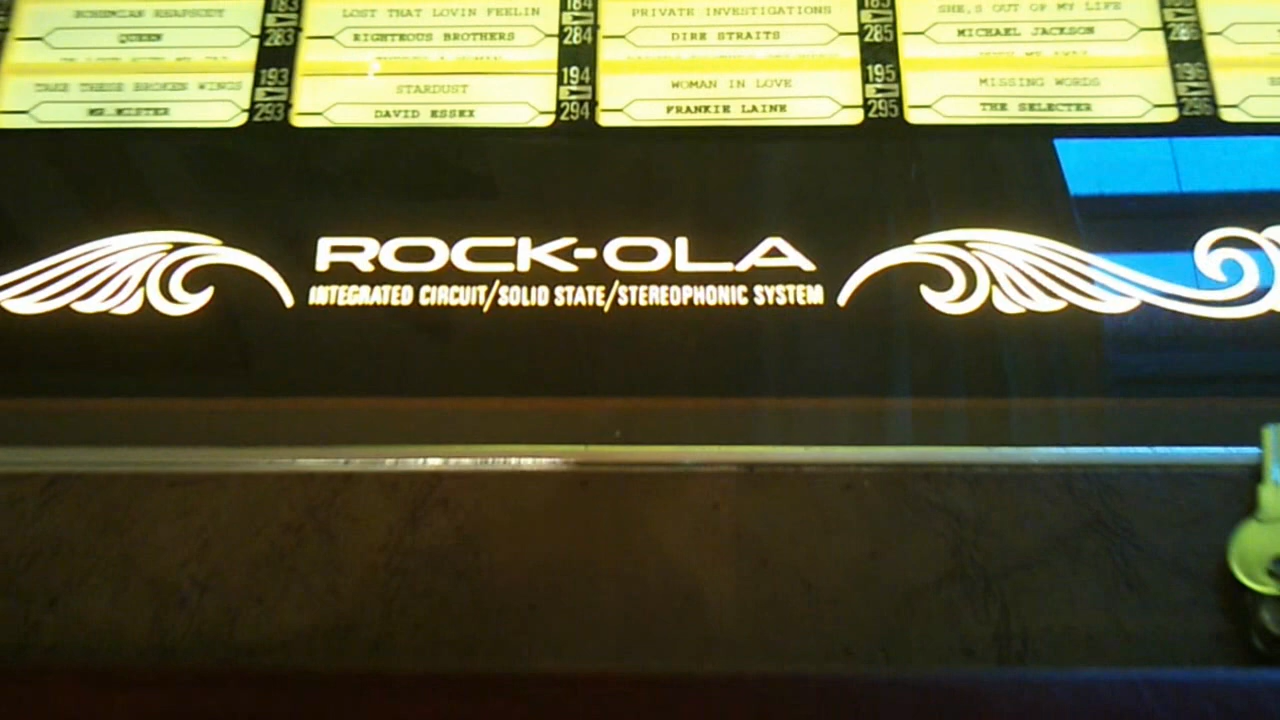 BOHEMIAN RHAPSODY
QUEEN
183
283
LOST THAT LOVIN FEELIN
RIGHTEOUS BROTHERS
184
284
PRIVATE INVESTIGATIONS
DIRE STRAITS
185
285
SHE,S OUT OF MY LIFE
MICHAEL JACKSON
286
TAKE THESE BROKEN WINGS
MR.MISTER
193
293
STARDUST
DAVID ESSEX
194
294
WOMAN IN LOVE
FRANKIE LAINE
195
295
MISSING WORDS
THE SELECTER
196
296
ROCK-OLA
INTEGRATED CIRCUIT/SOLID STATE/STEREOPHONIC SYSTEM